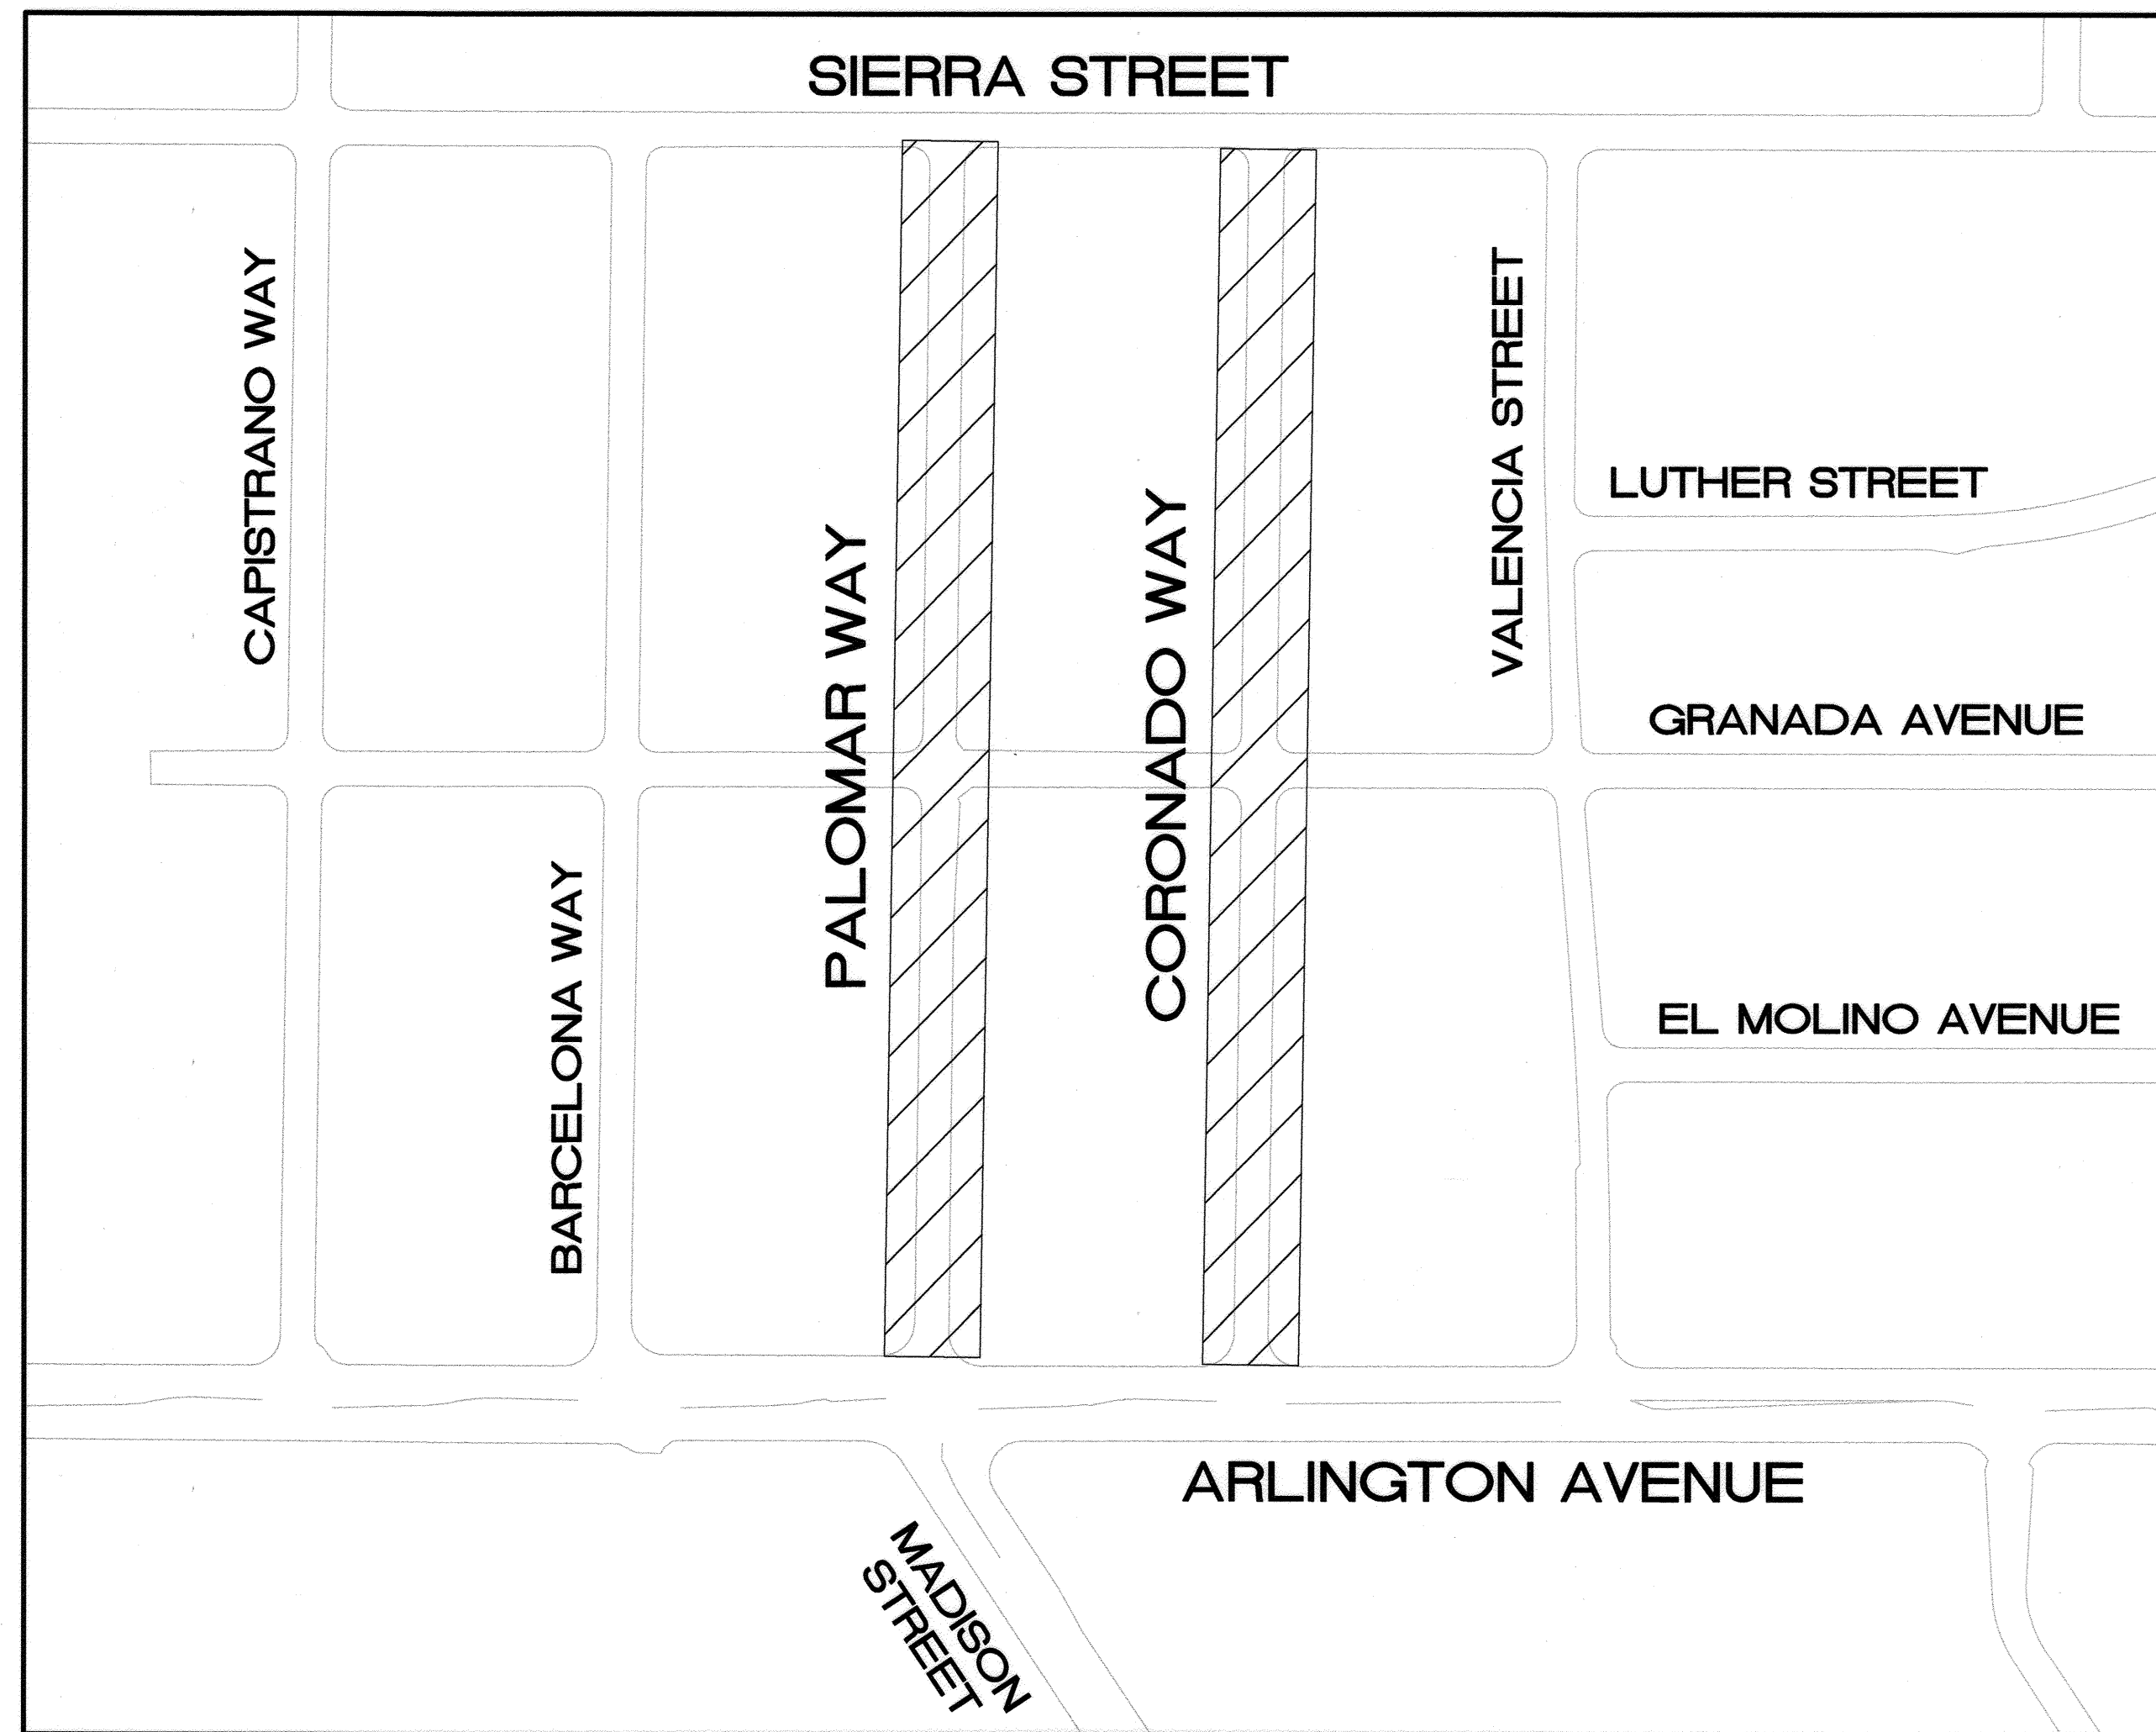 SIERRA STREET
CAPISTRANO WAY
VALENCIA STREET
LUTHER STREET
PALOMAR WAY
CORONADO WAY
GRANADA AVENUE
BARCELONA WAY
EL MOLINO AVENUE
ARLINGTON AVENUE
MADISON
STREET